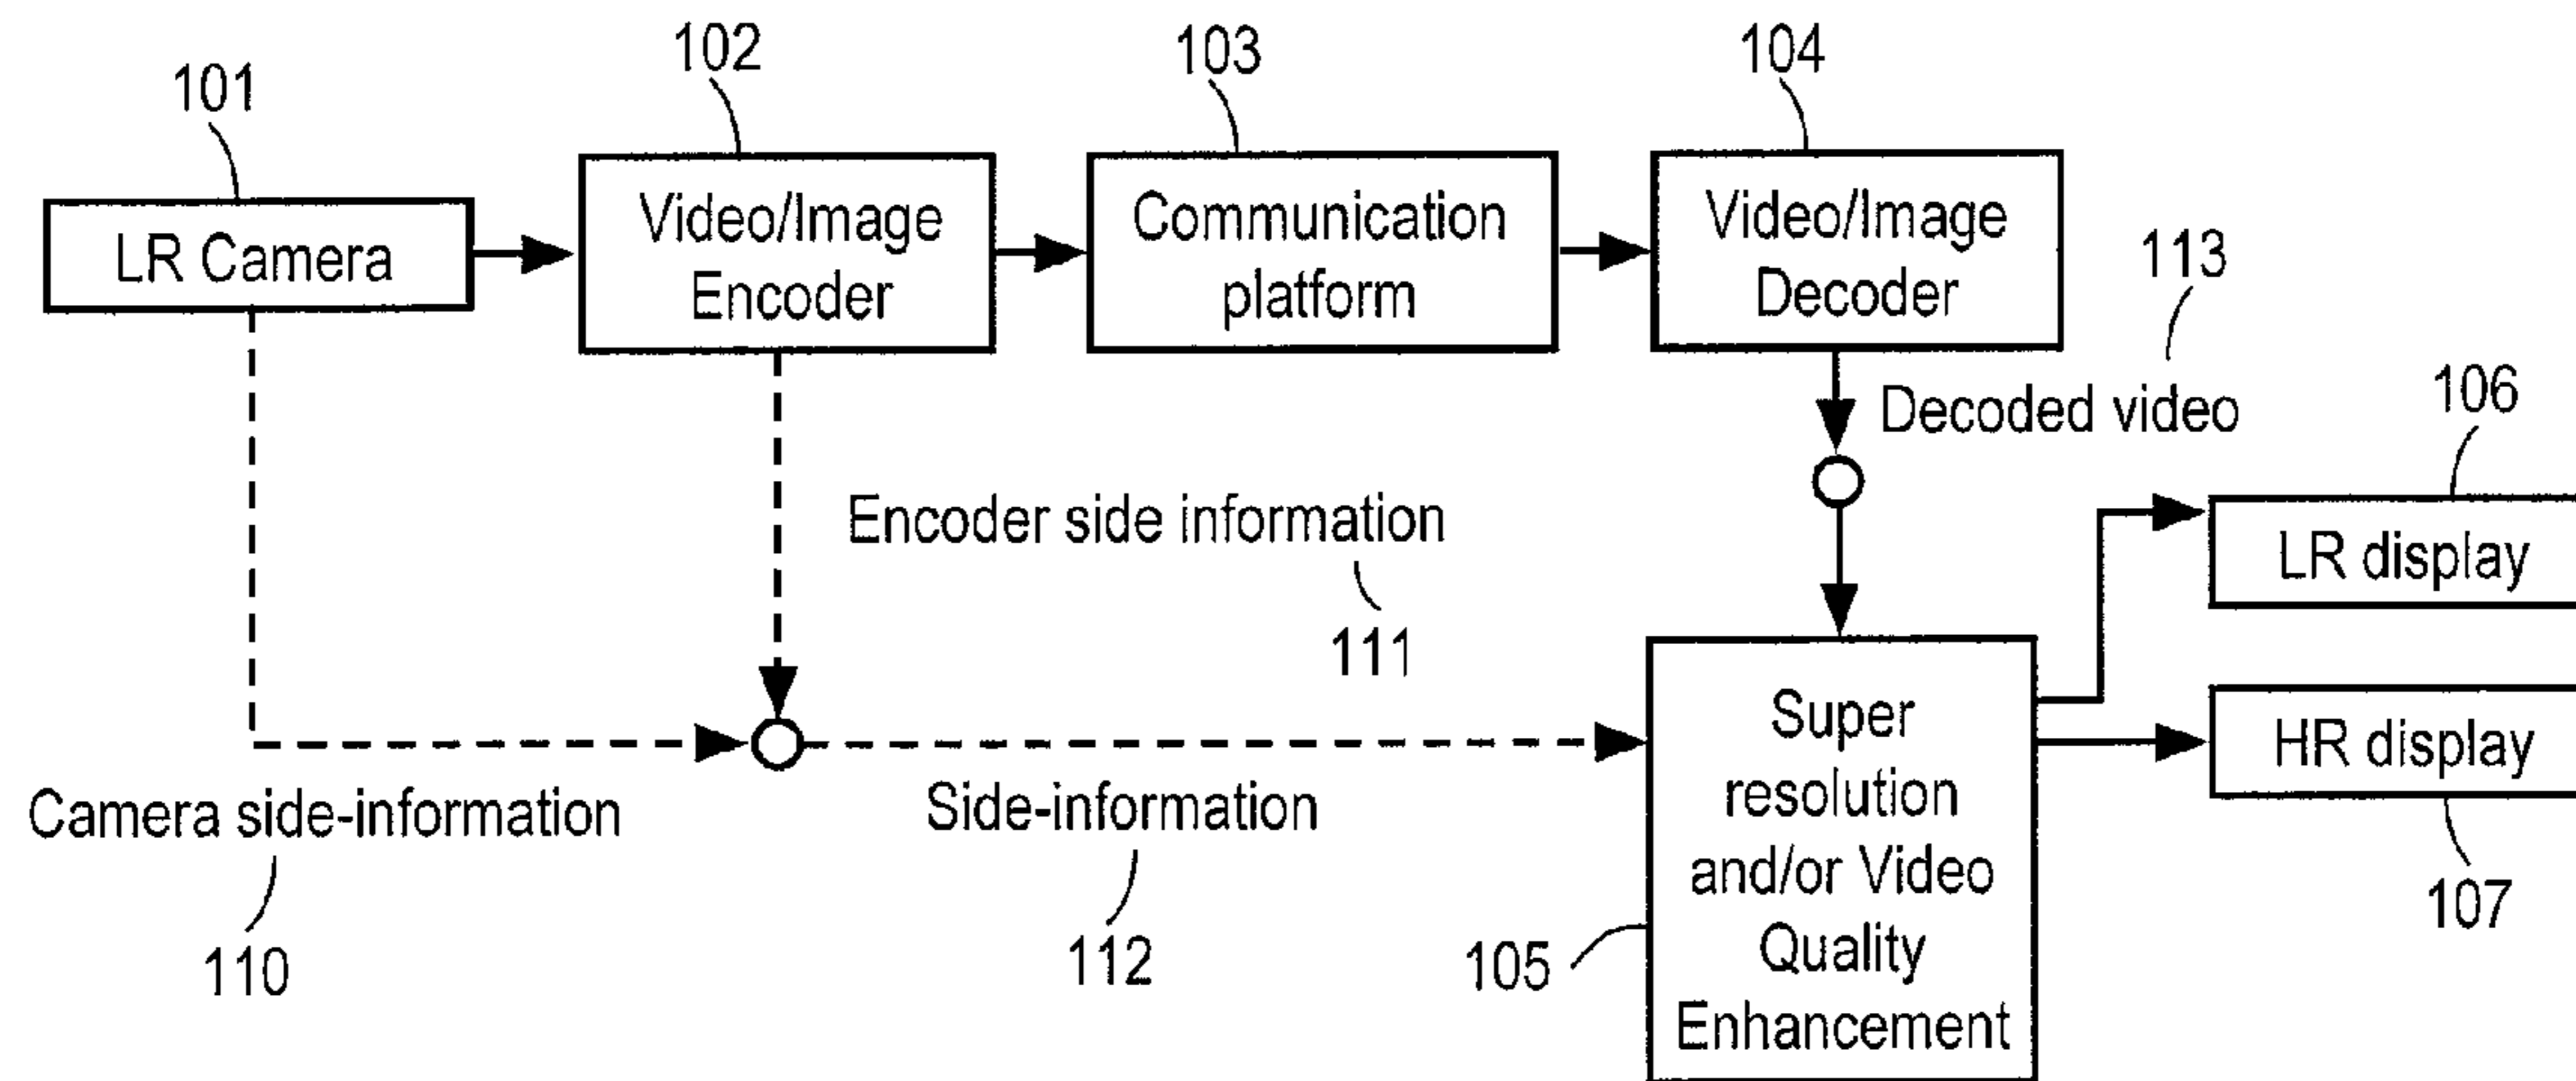 101
102
103
104
LR Camera
Video/Image
Encoder
Communication
platform
Video/Image
Decoder
113
Decoded video
106
LR display
Encoder side information
111
HR display
107
Camera side-information
110
Side-information
112
Super
resolution
and/or Video
Quality
Enhancement
105